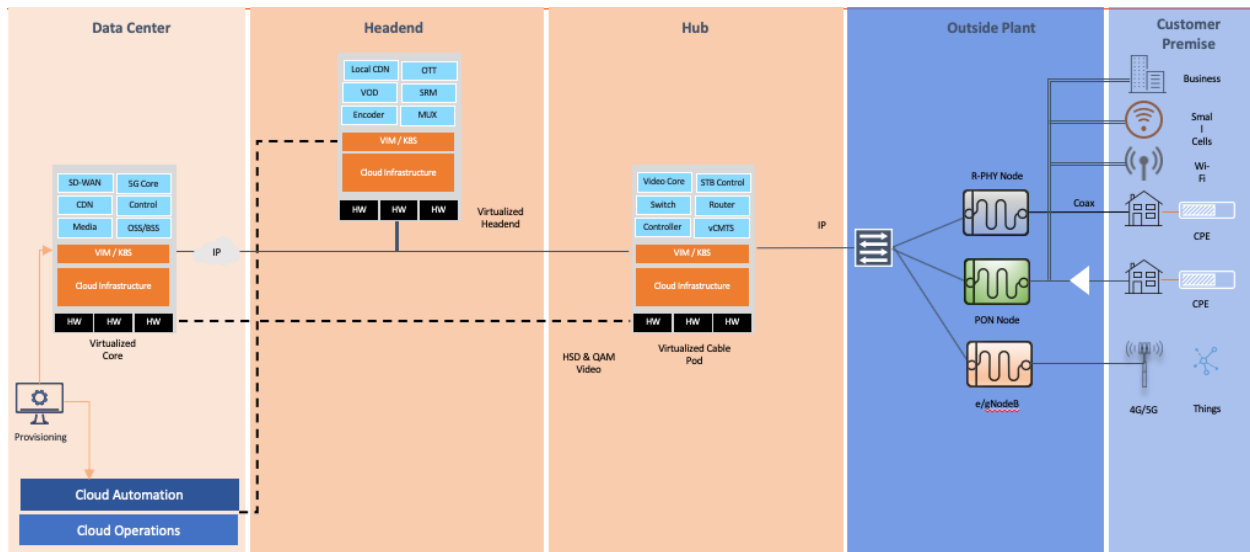 Data Center
Headend
Hub
Outside Plant
Customer
Premise
SD-WAN
5G Core
CDN
Control
Media
OSS/BSS
VIM / K8S
Cloud Infrastructure
HW HW HW
Virtualized
Core
Provisioning
Cloud Automation
Cloud Operations
IP
Local CDN
OTT
VOD
SRM
Encoder
MUX
VIM / K8S
Cloud Infrastructure
HW HW HW
Virtualized
Headend
Video Core
STB Control
Switch
Router
Controller
vCMTS
VIM / K8S
Cloud Infrastructure
HW HW HW
Virtualized Cable
Pod
HSD & QAM
Video
IP
R-PHY Node
Coax
PON Node
e/gNodeB
Business
Smal
l
Cells
Wi-
Fi
CPE
CPE
4G/5G
Things